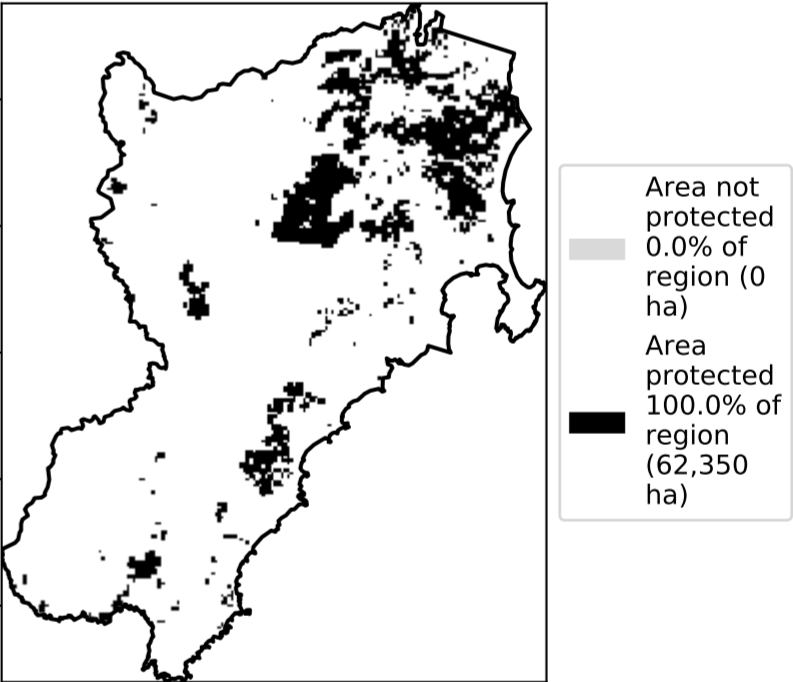 Area not
protected
0.0% of
region (0
ha)
Area
protected
100.0% of
region
(62,350
ha)